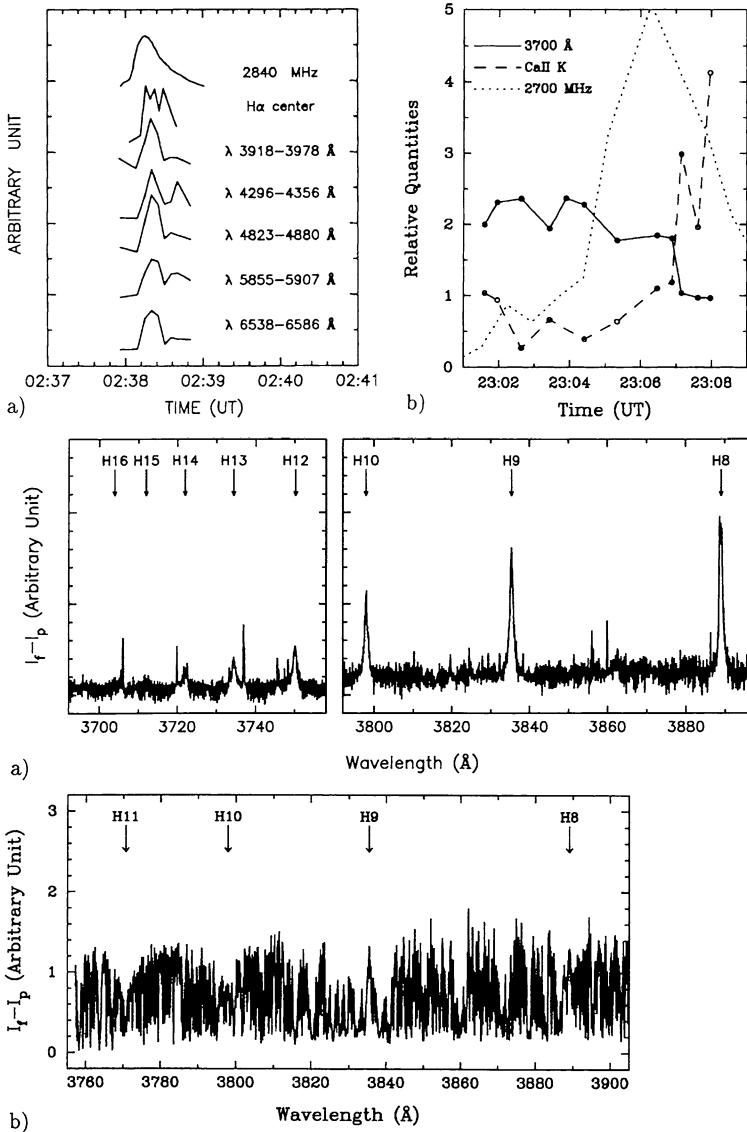 ARBITRARY UNIT
2840 MHz
Hα center
λ 3918–3978 Å
λ 4296–4356 Å
λ 4823–4880 Å
λ 5855–5907 Å
λ 6538–6586 Å
02:37 02:38 02:39 02:40 02:41
TIME (UT)
a)
Relative Quantities
5
4
3
2
1
0
b)
3700 Å
CaII K
2700 MHz
23:02 23:04 23:06 23:08
Time (UT)
b)
I_f–I_p (Arbitrary Unit)
H16 H15 H14 H13 H12
H10 H9 H8
3700 3720 3740
3800 3820 3840 3860 3880
Wavelength (Å)
a)
I_f–I_p (Arbitrary Unit)
3
2
1
0
H11 H10 H9 H8
3760 3780 3800 3820 3840 3860 3880 3900
Wavelength (Å)
b)